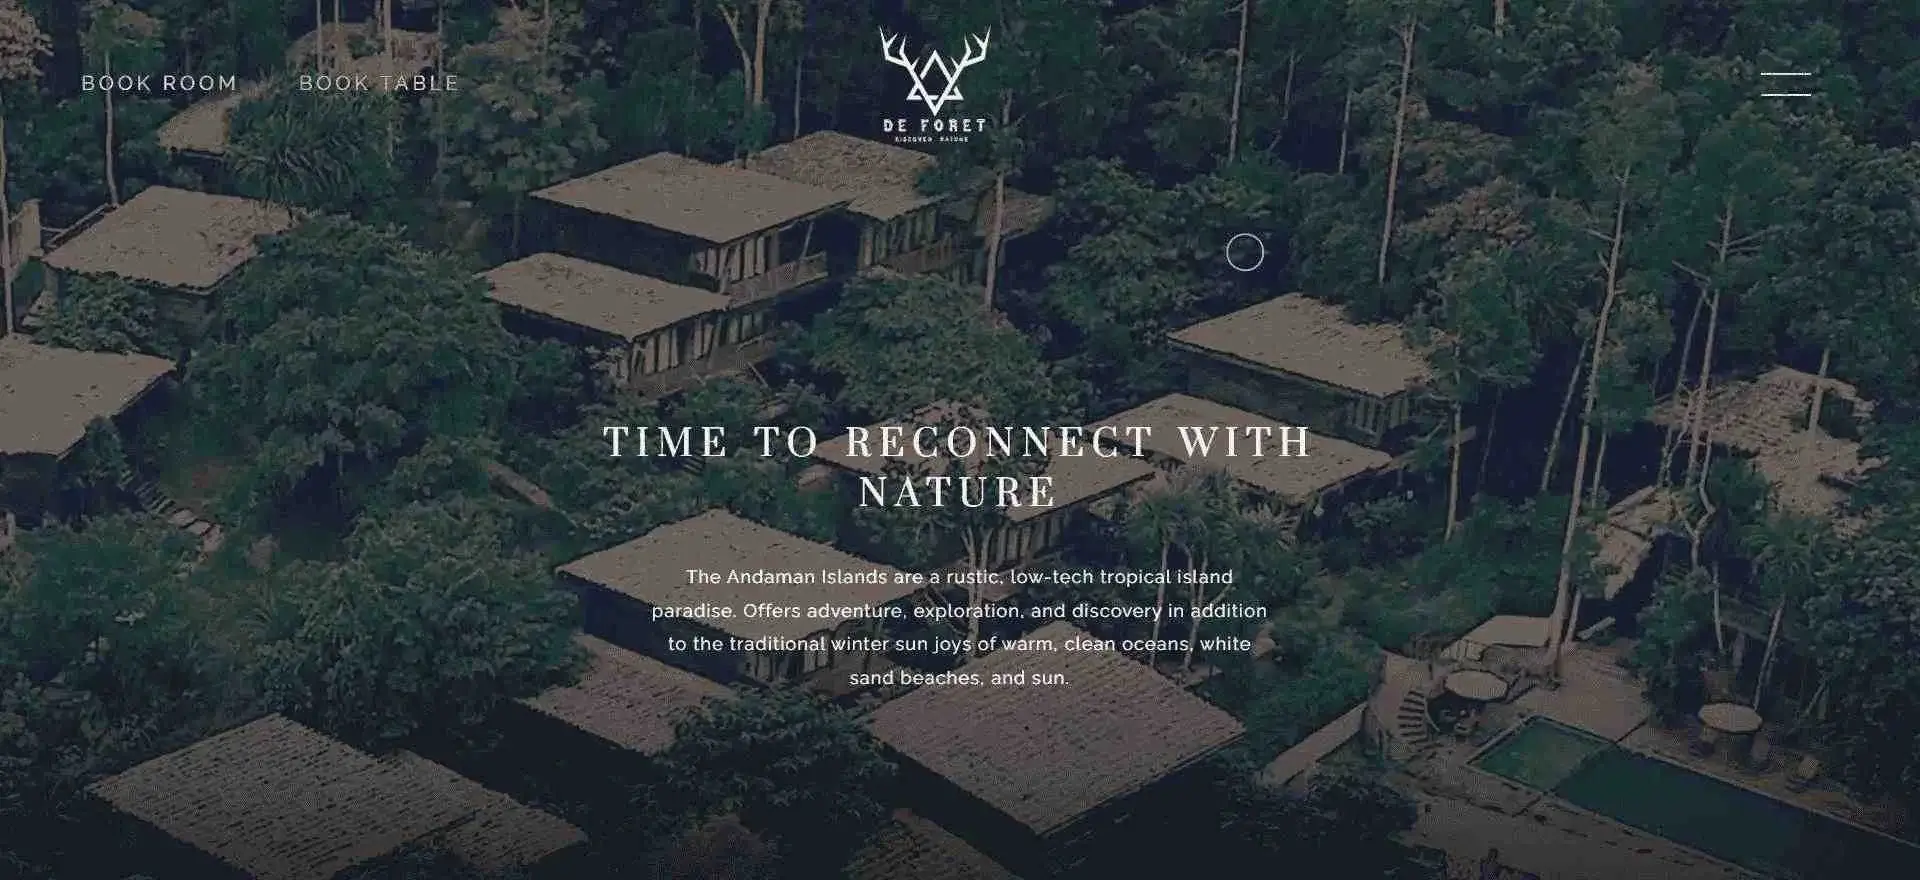 BOOK ROOM
BOOK TABLE
DE FORET
DISCOVER NATURE
TIME TO RECONNECT WITH
NATURE
The Andaman Islands are a rustic, low-tech tropical island
paradise. Offers adventure, exploration, and discovery in addition
to the traditional winter sun joys of warm, clean oceans, white
sand beaches, and sun.